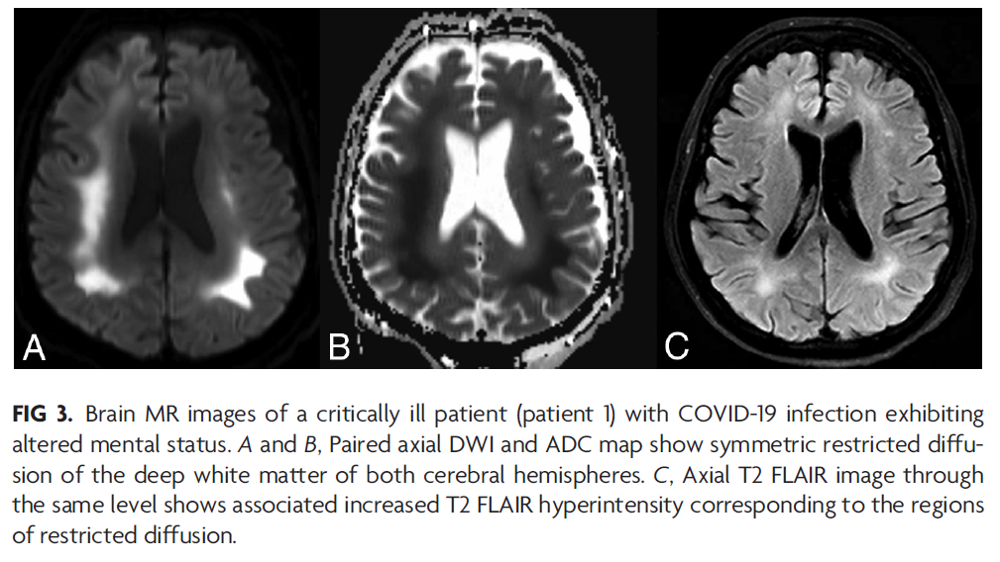 A
B
C
FIG 3. Brain MR images of a critically ill patient (patient 1) with COVID-19 infection exhibiting
altered mental status. A and B, Paired axial DWI and ADC map show symmetric restricted diffu-
sion of the deep white matter of both cerebral hemispheres. C, Axial T2 FLAIR image through
the same level shows associated increased T2 FLAIR hyperintensity corresponding to the regions
of restricted diffusion.